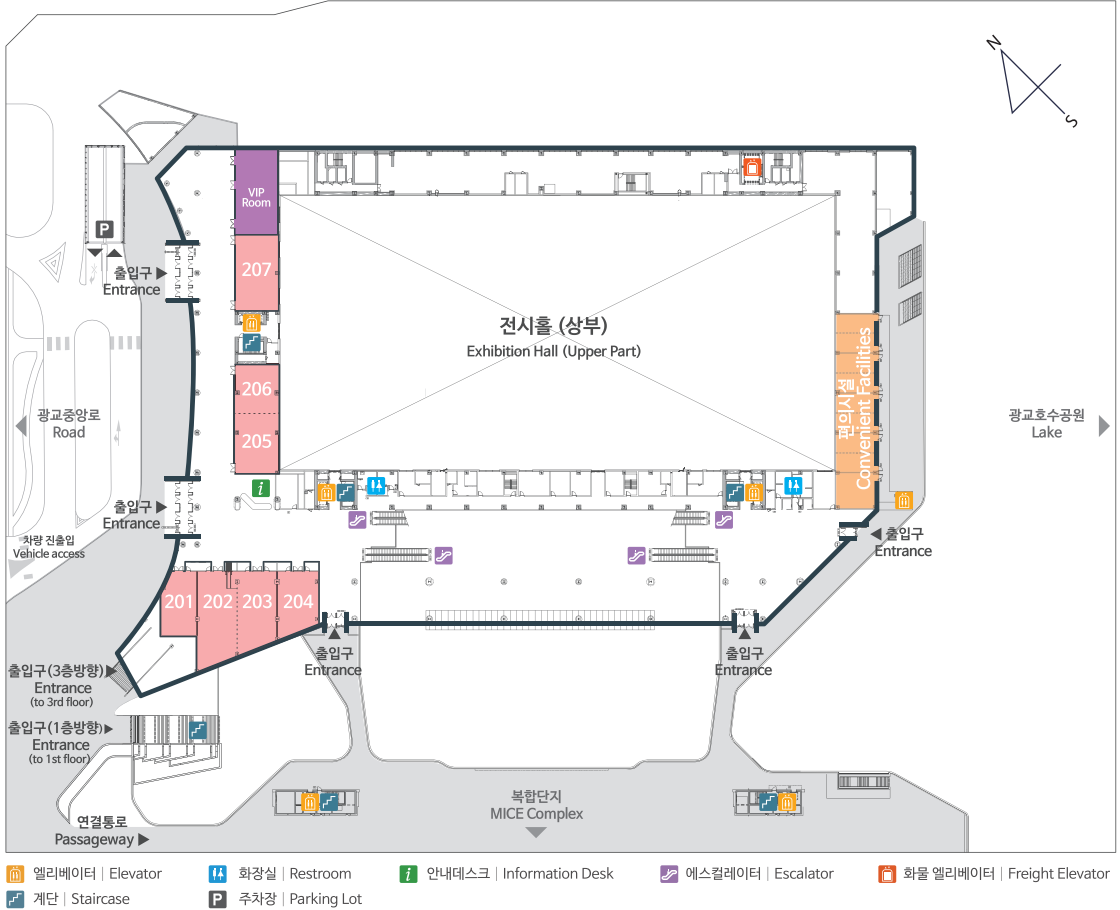 N
S
VIP
Room
P
207
출입구
Entrance
전시홀 (상부)
Exhibition Hall (Upper Part)
편의시설
Convenient Facilities
206
205
광교중앙로
Road
광교호수공원
Lake
i
출입구
Entrance
차량 진출입
Vehicle access
출입구
Entrance
201
202
203
204
출입구
Entrance
출입구
Entrance
출입구(3층방향)
Entrance
(to 3rd floor)
출입구(1층방향)
Entrance
(to 1st floor)
복합단지
MICE Complex
연결통로
Passageway
엘리베이터 | Elevator
화장실 | Restroom
i 안내데스크 | Information Desk
에스컬레이터 | Escalator
화물 엘리베이터 | Freight Elevator
계단 | Staircase
P 주차장 | Parking Lot